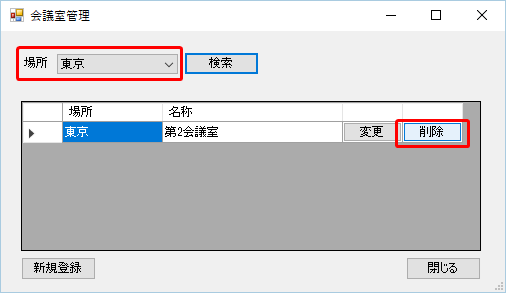 会議室管理
場所 東京 検索
場所 名称
東京 第2会議室 変更 削除
新規登録 閉じる